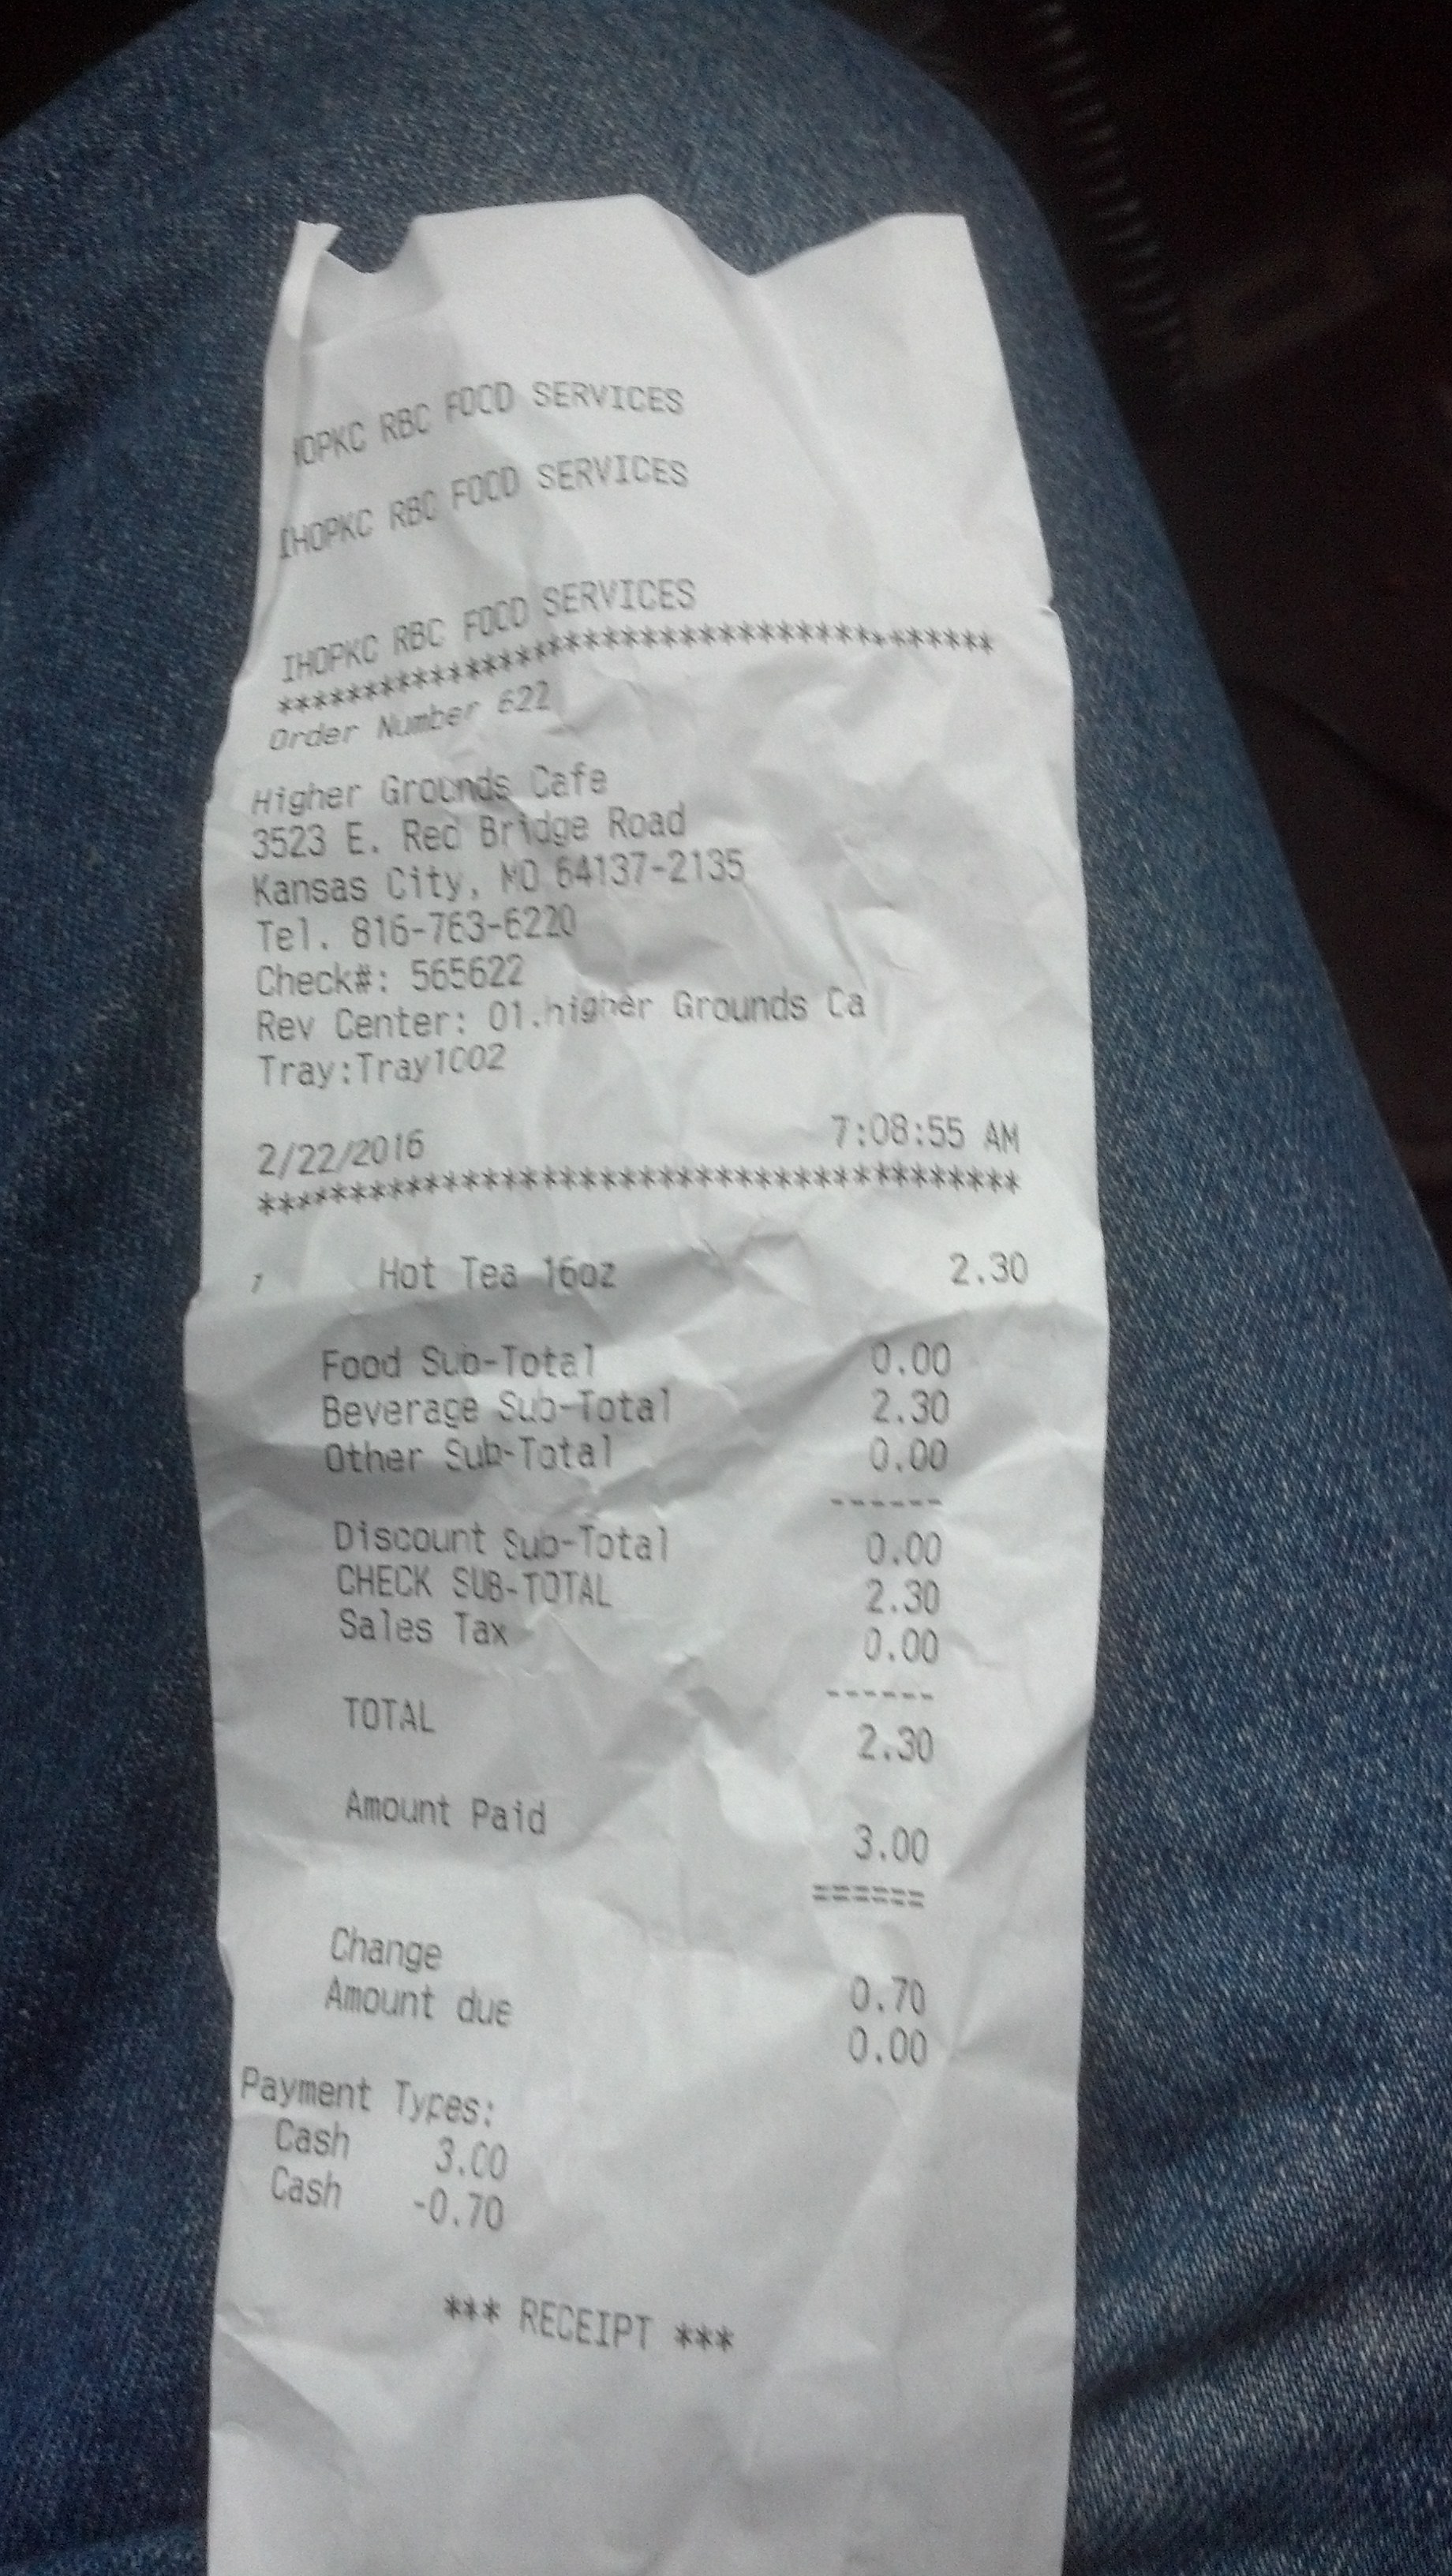 IHOPKC RBC FOOD SERVICES
IHOPKC RBC FOOD SERVICES
IHOPKC RBC FOOD SERVICES
****************************************
Order Number 622
Higher Grounds Cafe
3523 E. Red Bridge Road
Kansas City, MO 64137-2135
Tel. 816-763-6220
Check#: 565622
Rev Center: 01.higher Grounds Ca
Tray:Tray1002
2/22/2016 7:08:55 AM
****************************************
1 Hot Tea 16oz 2.30
Food Sub-Total 0.00
Beverage Sub-Total 2.30
Other Sub-Total 0.00
------
Discount Sub-Total 0.00
CHECK SUB-TOTAL 2.30
Sales Tax 0.00
------
TOTAL 2.30
Amount Paid 3.00
======
Change 0.70
Amount due 0.00
Payment Types:
Cash 3.00
Cash -0.70
*** RECEIPT ***